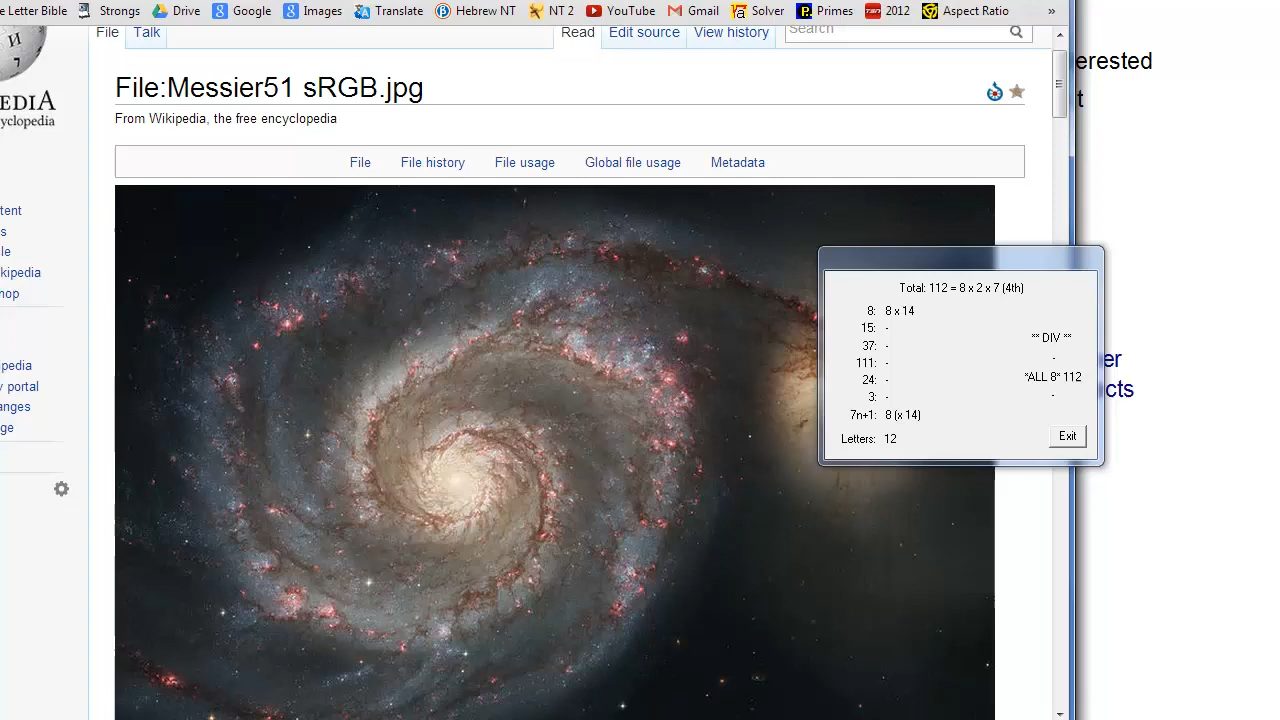 e Letter Bible Strongs Drive Google Images Translate Hebrew NT NT 2 YouTube Gmail Solver Primes 2012 Aspect Ratio »
File Talk Read Edit source View history Search
EDIA
cyclopedia
File:Messier51 sRGB.jpg
From Wikipedia, the free encyclopedia
File File history File usage Global file usage Metadata
tent
s
le
kipedia
hop
ipedia
y portal
anges
ge
Total: 112 = 8 x 2 x 7 (4th)
8: 8 x 14
15: -
37: -
111: -
24: -
3: -
7n+1: 8 (x 14)
Letters: 12
** DIV **
-
*ALL 8* 112
-
Exit
erested
t
er
cts